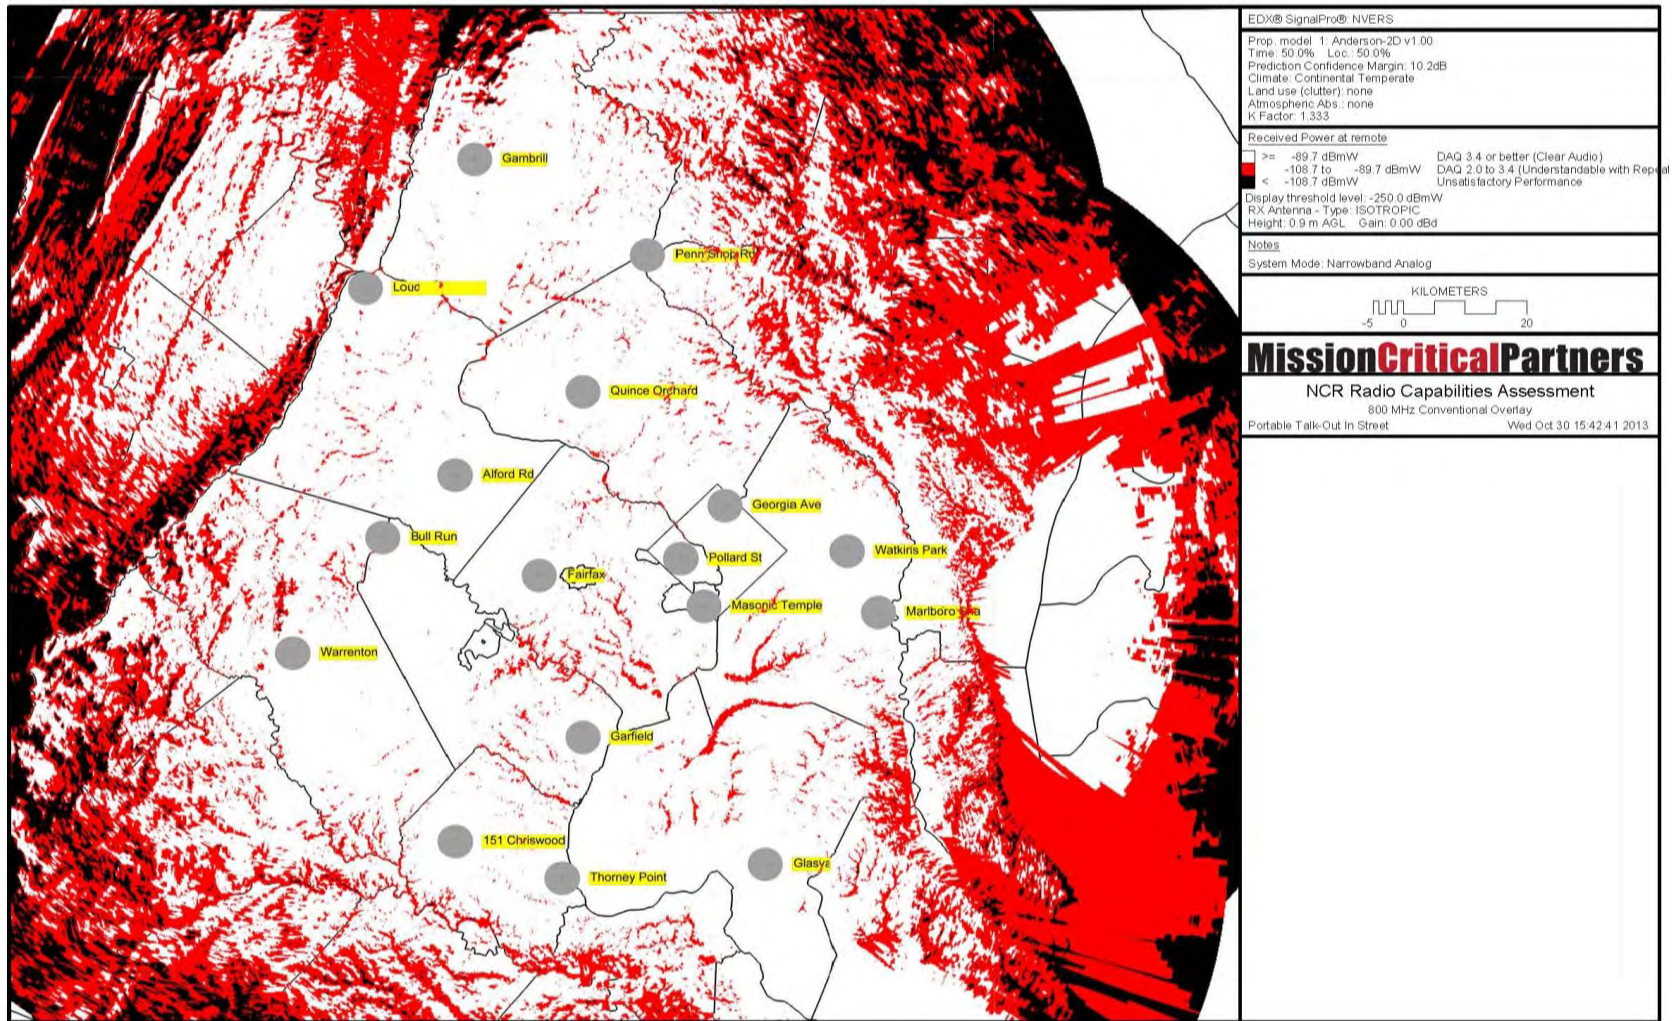 EDX® SignalPro®: NVERS
Prop. model 1: Anderson-2D v1.00
Time: 50.0% Loc.: 50.0%
Prediction Confidence Margin: 10.2dB
Climate: Continental Temperate
Land use (clutter): none
Atmospheric Abs.: none
K Factor: 1.333
Received Power at remote
>= -89.7 dBmW DAQ 3.4 or better (Clear Audio)
-108.7 to -89.7 dBmW DAQ 2.0 to 3.4 (Understandable with Repeat
< -108.7 dBmW Unsatisfactory Performance
Display threshold level: -250.0 dBmW
RX Antenna - Type: ISOTROPIC
Height: 0.9 m AGL Gain: 0.00 dBd
Notes
System Mode: Narrowband Analog
KILOMETERS
-5 0 20
MissionCriticalPartners
NCR Radio Capabilities Assessment
800 MHz Conventional Overlay
Portable Talk-Out In Street Wed Oct 30 15:42:41 2013
Gambrill
Penn Shop Rd
Louc
Quince Orchard
Alford Rd
Georgia Ave
Bull Run
Watkins Park
Pollard St
Fairfax
Masonic Temple
Marlboro
Warrenton
Garfield
151 Chriswood
Glasva
Thorney Point